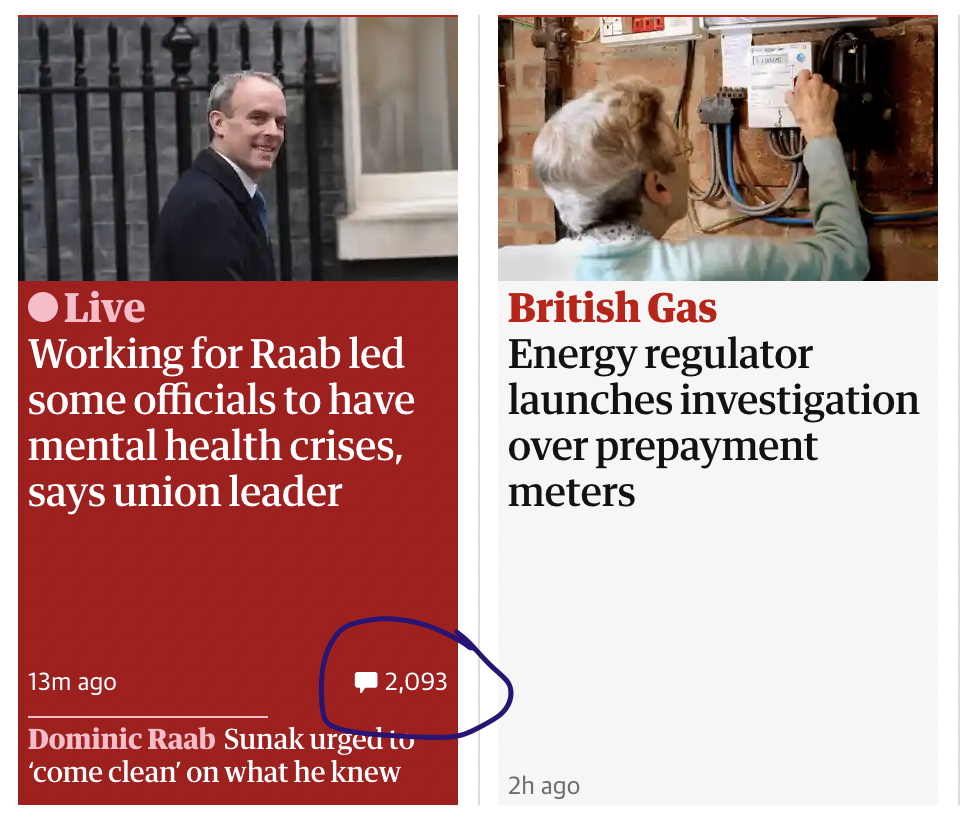 Live
Working for Raab led
some officials to have
mental health crises,
says union leader
13m ago
2,093
Dominic Raab Sunak urged to
‘come clean’ on what he knew
British Gas
Energy regulator
launches investigation
over prepayment
meters
2h ago